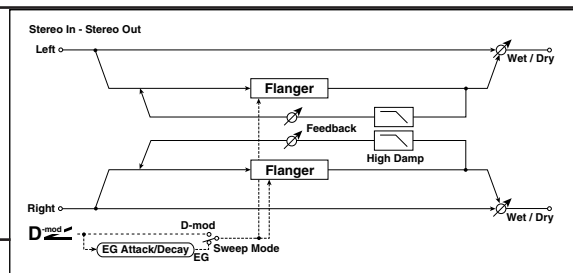 Stereo In - Stereo Out
Left
Wet / Dry
Flanger
Feedback
High Damp
Flanger
Right
Wet / Dry
D-mod
D-mod
Sweep Mode
EG Attack/Decay
EG